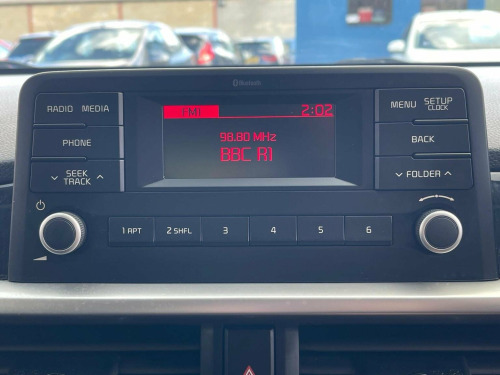 Bluetooth
RADIO MEDIA
PHONE
SEEK
TRACK
FM1 2:02
98.80 MHz
BBC R1
MENU SETUP
CLOCK
BACK
FOLDER
1 APT 2 SHFL 3 4 5 6